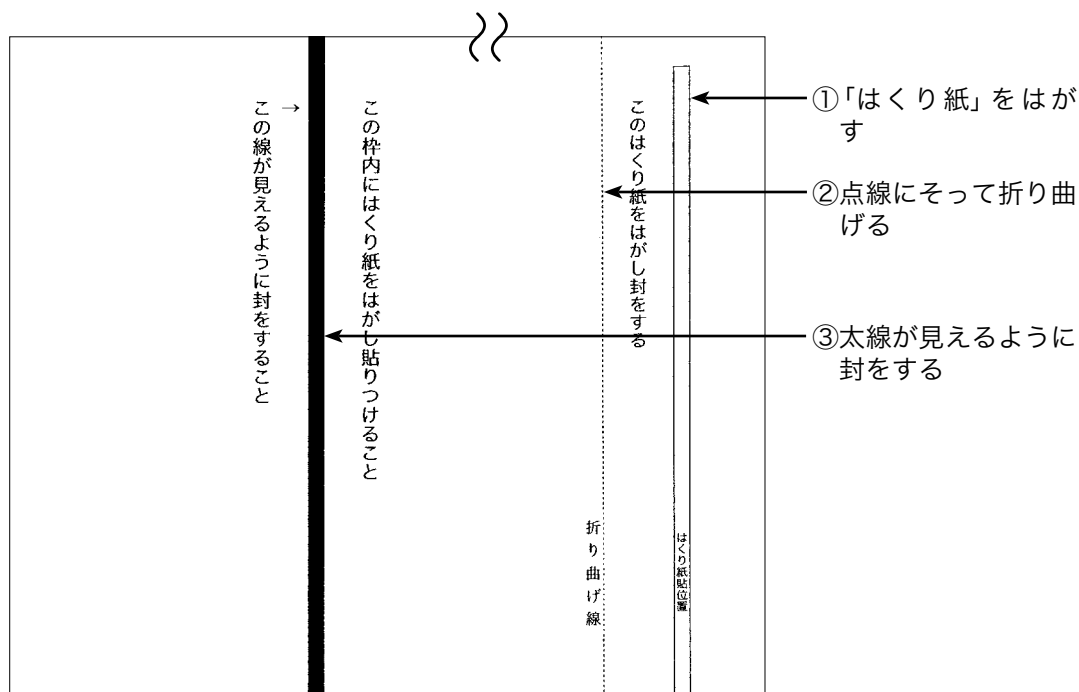 ①「はくり紙」をはが
す
②点線にそって折り曲
げる
③太線が見えるように
封をする
このはくり紙をはがし封をする
はくり紙貼位置
折り曲げ線
この枠内にはくり紙をはがし貼りつけること
→
この線が見えるように封をすること